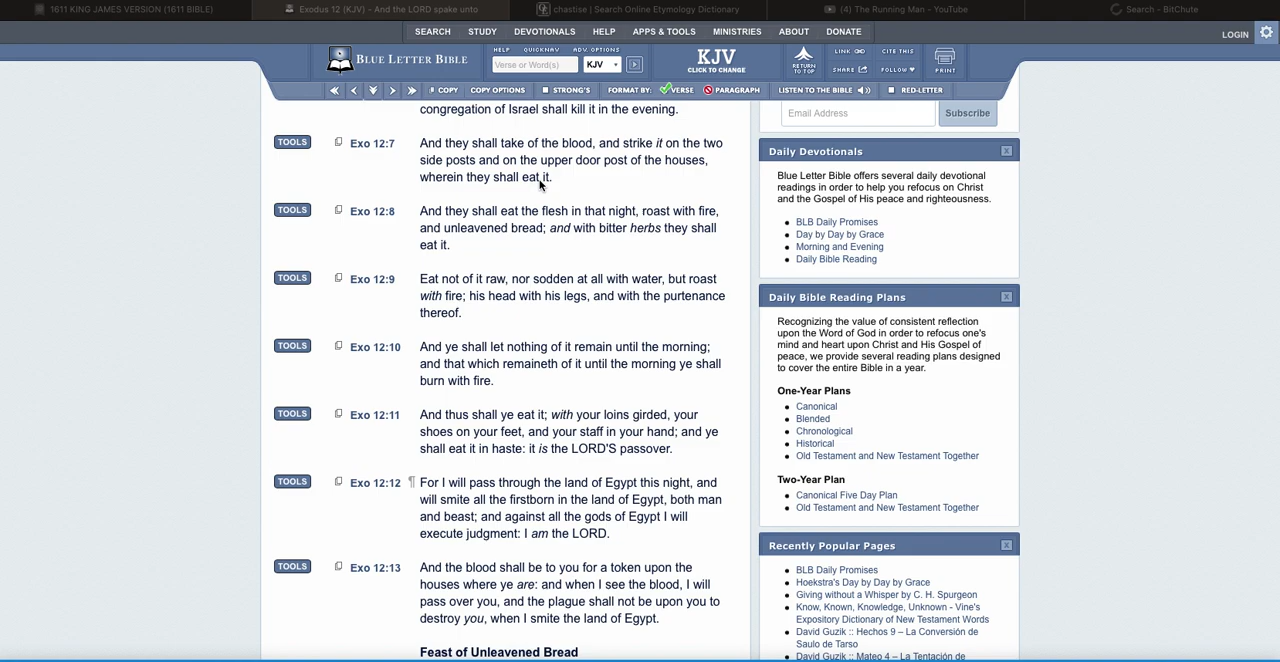 1611 KING JAMES VERSION (1611 BIBLE)
Exodus 12 (KJV) – And the LORD spake unto
chastise | Search Online Etymology Dictionary
(4) The Running Man - YouTube
Search - BitChute
SEARCH STUDY DEVOTIONALS HELP APPS & TOOLS MINISTRIES ABOUT DONATE
LOGIN
BLUE LETTER BIBLE
HELP QUICKNAV ADV. OPTIONS
Verse or Word(s) KJV
KJV
CLICK TO CHANGE
RETURN
TO TOP
LINK CITE THIS
SHARE FOLLOW
PRINT
COPY COPY OPTIONS STRONG'S FORMAT BY: VERSE PARAGRAPH LISTEN TO THE BIBLE RED-LETTER
congregation of Israel shall kill it in the evening.
TOOLS Exo 12:7 And they shall take of the blood, and strike it on the two
side posts and on the upper door post of the houses,
wherein they shall eat it.
TOOLS Exo 12:8 And they shall eat the flesh in that night, roast with fire,
and unleavened bread; and with bitter herbs they shall
eat it.
TOOLS Exo 12:9 Eat not of it raw, nor sodden at all with water, but roast
with fire; his head with his legs, and with the purtenance
thereof.
TOOLS Exo 12:10 And ye shall let nothing of it remain until the morning;
and that which remaineth of it until the morning ye shall
burn with fire.
TOOLS Exo 12:11 And thus shall ye eat it; with your loins girded, your
shoes on your feet, and your staff in your hand; and ye
shall eat it in haste: it is the LORD'S passover.
TOOLS Exo 12:12 ¶ For I will pass through the land of Egypt this night, and
will smite all the firstborn in the land of Egypt, both man
and beast; and against all the gods of Egypt I will
execute judgment: I am the LORD.
TOOLS Exo 12:13 And the blood shall be to you for a token upon the
houses where ye are: and when I see the blood, I will
pass over you, and the plague shall not be upon you to
destroy you, when I smite the land of Egypt.
Feast of Unleavened Bread
Email Address Subscribe
Daily Devotionals
Blue Letter Bible offers several daily devotional
readings in order to help you refocus on Christ
and the Gospel of His peace and righteousness.
BLB Daily Promises
Day by Day by Grace
Morning and Evening
Daily Bible Reading
Daily Bible Reading Plans
Recognizing the value of consistent reflection
upon the Word of God in order to refocus one's
mind and heart upon Christ and His Gospel of
peace, we provide several reading plans designed
to cover the entire Bible in a year.
One-Year Plans
Canonical
Blended
Chronological
Historical
Old Testament and New Testament Together
Two-Year Plan
Canonical Five Day Plan
Old Testament and New Testament Together
Recently Popular Pages
BLB Daily Promises
Hoekstra's Day by Day by Grace
Giving without a Whisper by C. H. Spurgeon
Know, Known, Knowledge, Unknown - Vine's
Expository Dictionary of New Testament Words
David Guzik :: Hechos 9 – La Conversión de
Saulo de Tarso
David Guzik :: Mateo 4 – La Tentación de